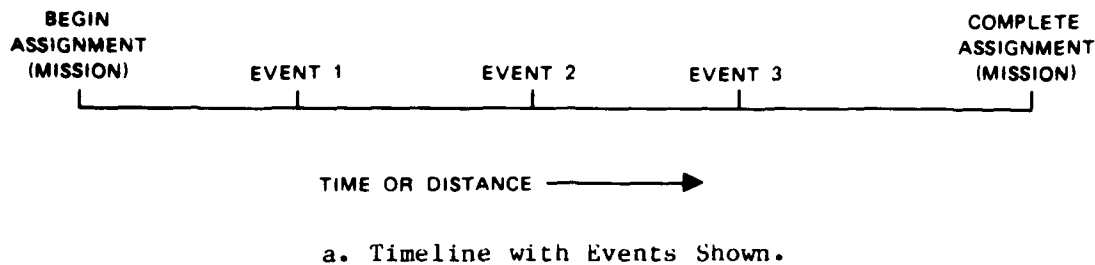 BEGIN
ASSIGNMENT
(MISSION)
EVENT 1
EVENT 2
EVENT 3
COMPLETE
ASSIGNMENT
(MISSION)
TIME OR DISTANCE
a. Timeline with Events Shown.